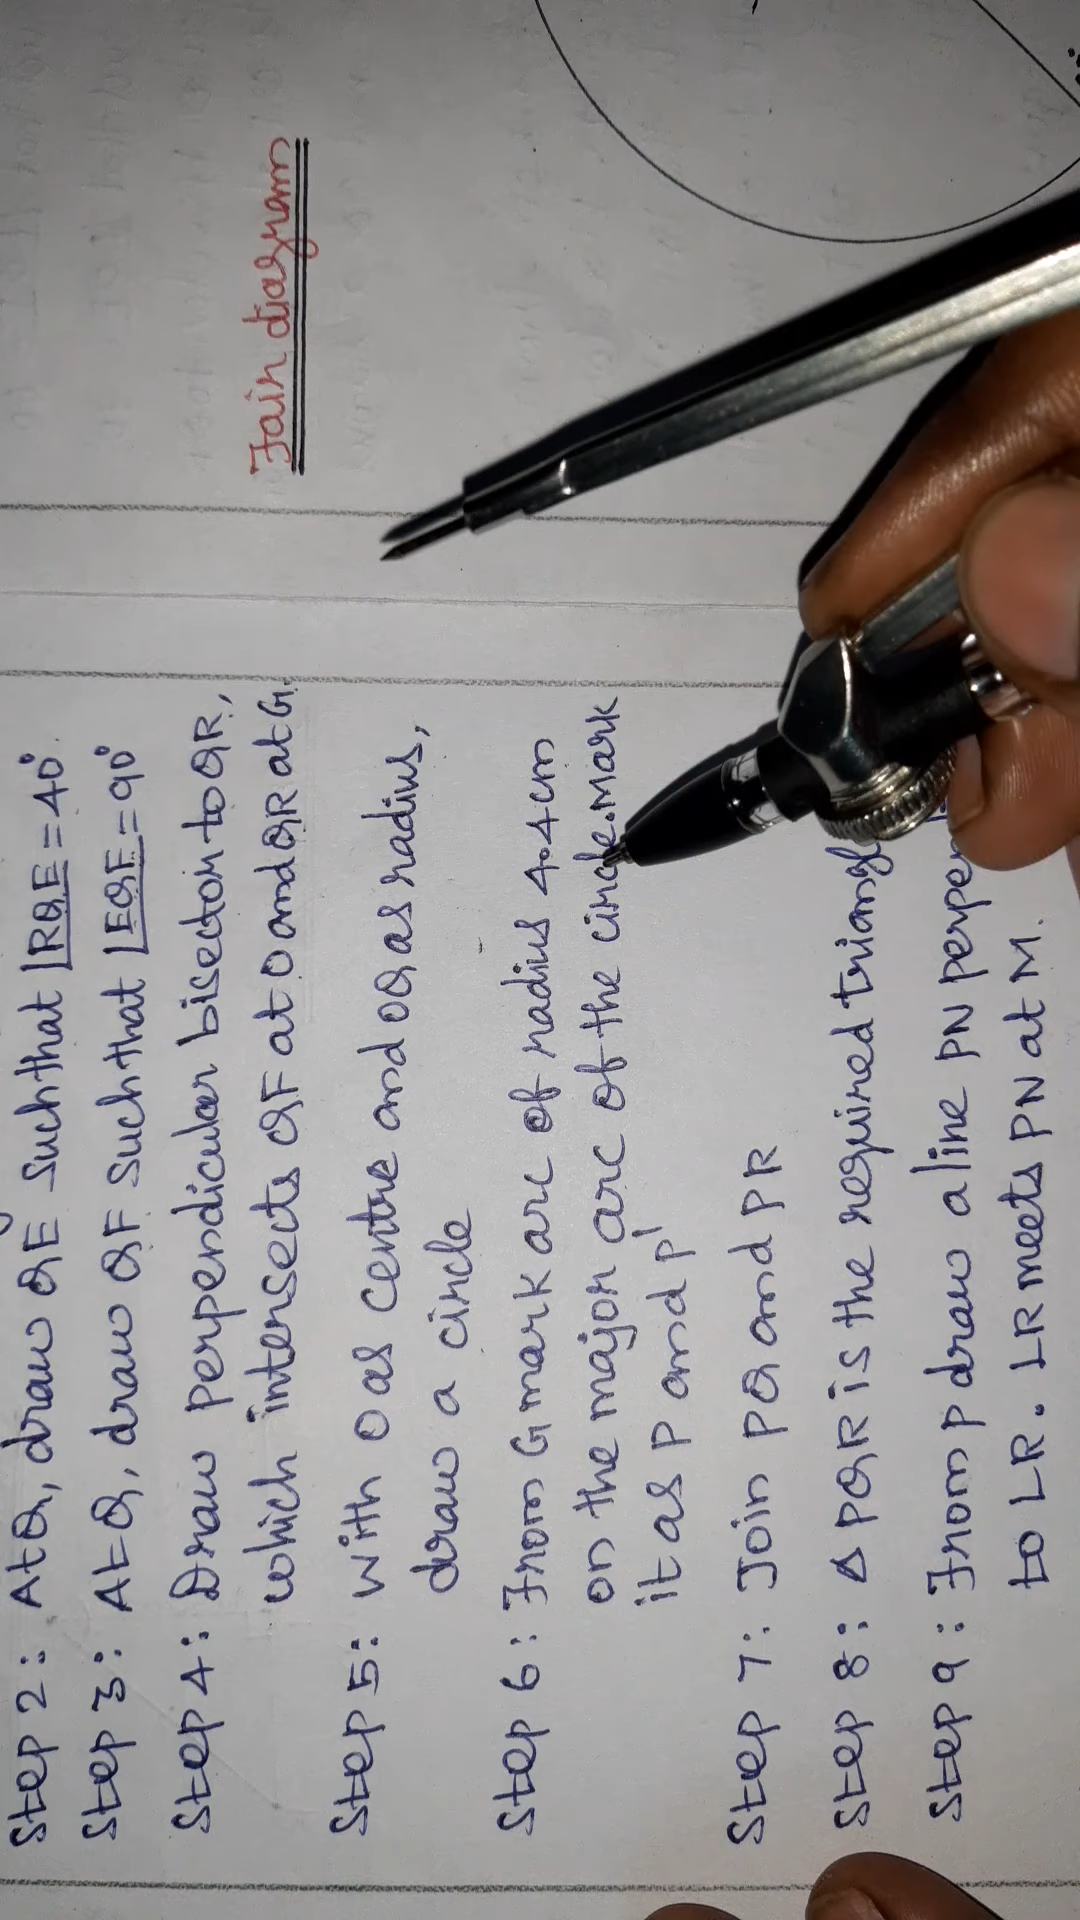 Step 2: At Q, draw QE such that RQE = 40°.
Step 3: At Q, draw QF such that EQF = 90°
Step 4: Draw perpendicular bisector to QR,
which intersects QF at O and QR at G.
Step 5: With O as centre and OQ as radius,
draw a circle
Step 6: From G mark arc of radius 4.4cm
on the major arc of the circle. Mark
it as P and P'
Step 7: Join PQ and PR
Step 8: Δ PQR is the required
Step 9: From P draw a line PN
to LR. LR meets PN at M.
Fair diagram